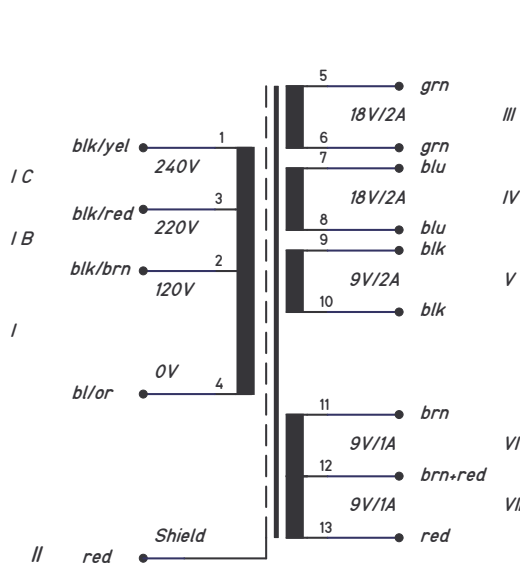 5 grn
18V/2A III
blk/yel 1 6 grn
240V 7 blu
I C
blk/red 3 18V/2A IV
220V 8 blu
I B 9 blk
blk/brn 2
120V 9V/2A V
10 blk
I
0V
bl/or 4 11 brn
9V/1A VI
12 brn+red
9V/1A VII
Shield 13 red
II red